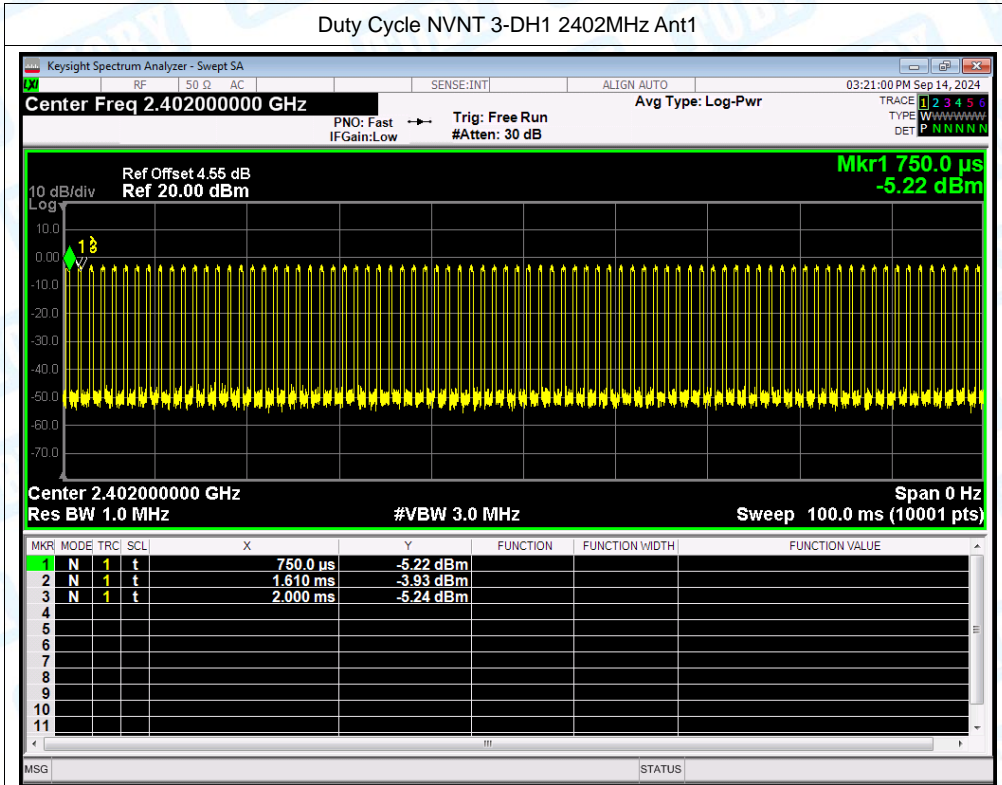 Duty Cycle NVNT 3-DH1 2402MHz Ant1
Keysight Spectrum Analyzer - Swept SA
LXI RF 50 Ω AC SENSE:INT ALIGN AUTO 03:21:00 PM Sep 14, 2024
Center Freq 2.402000000 GHz Avg Type: Log-Pwr TRACE 1 2 3 4 5 6
PNO: Fast Trig: Free Run TYPE WWWWWW
IFGain:Low #Atten: 30 dB DET P N N N N N
Mkr1 750.0 µs
Ref Offset 4.55 dB
10 dB/div Ref 20.00 dBm -5.22 dBm
Log
10.0
1 3
0.00
-10.0
-20.0
-30.0
-40.0
-50.0
-60.0
-70.0
Center 2.402000000 GHz Span 0 Hz
Res BW 1.0 MHz #VBW 3.0 MHz Sweep 100.0 ms (10001 pts)
MKR MODE TRC SCL X Y FUNCTION FUNCTION WIDTH FUNCTION VALUE
1 N 1 t 750.0 µs -5.22 dBm
2 N 1 t 1.610 ms -3.93 dBm
3 N 1 t 2.000 ms -5.24 dBm
4
5
6
7
8
9
10
11
MSG STATUS